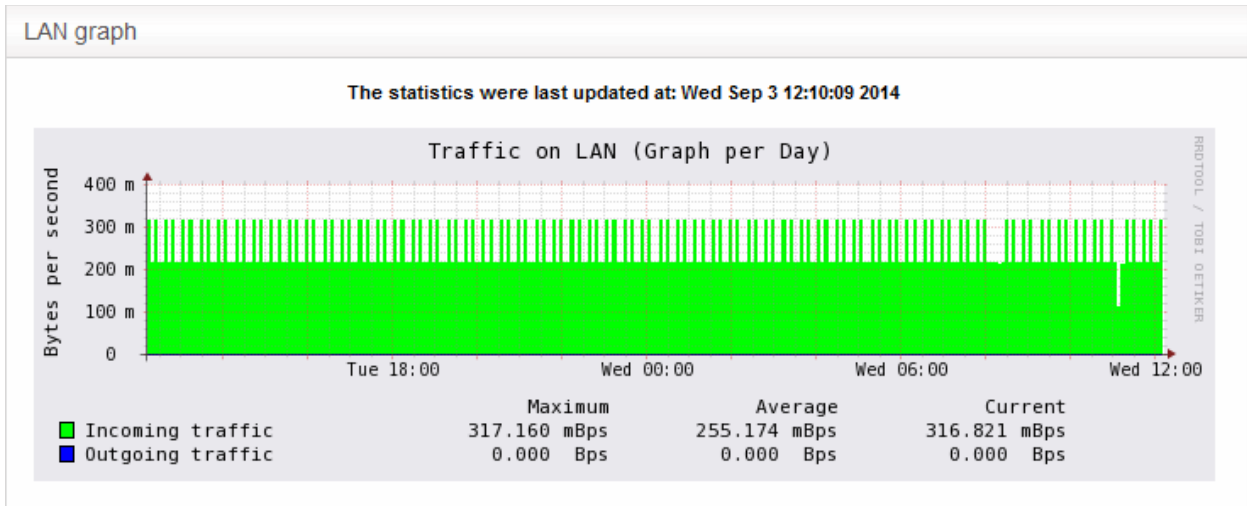 LAN graph
The statistics were last updated at: Wed Sep 3 12:10:09 2014
Traffic on LAN (Graph per Day)
RRDTOOL / TOBI OETIKER
Bytes per second
400 m
300 m
200 m
100 m
0
Tue 18:00 Wed 00:00 Wed 06:00 Wed 12:00
Maximum Average Current
Incoming traffic 317.160 mBps 255.174 mBps 316.821 mBps
Outgoing traffic 0.000 Bps 0.000 Bps 0.000 Bps